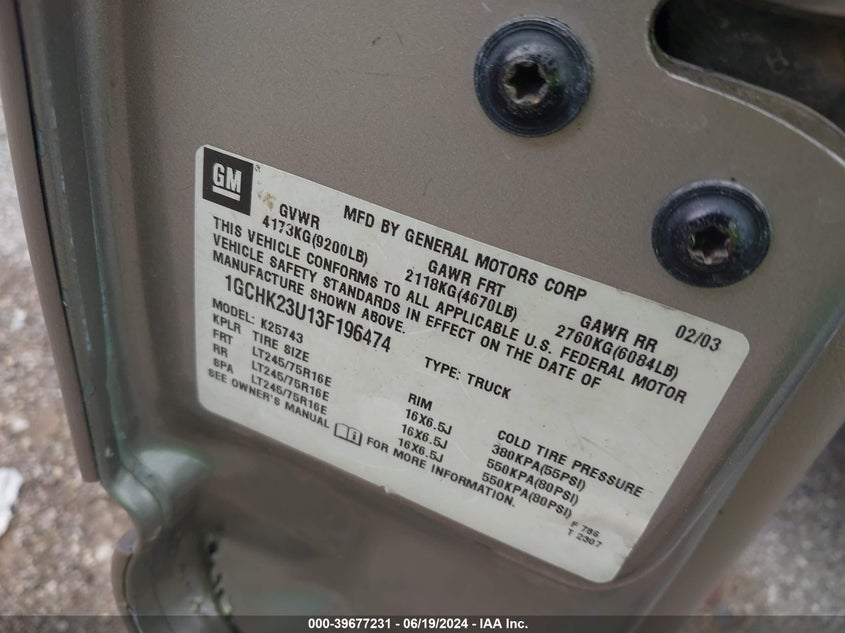 GM
MFD BY GENERAL MOTORS CORP 02/03
GVWR GAWR FRT GAWR RR
4173KG(9200LB) 2118KG(4670LB) 2760KG(6084LB)
THIS VEHICLE CONFORMS TO ALL APPLICABLE U.S. FEDERAL MOTOR
VEHICLE SAFETY STANDARDS IN EFFECT ON THE DATE OF
MANUFACTURE SHOWN ABOVE.
1GCHK23U13F196474 TYPE: TRUCK
MODEL: K25743
KPLR TIRE SIZE RIM COLD TIRE PRESSURE
FRT LT245/75R16E 16X6.5J 380KPA(55PSI)
RR LT245/75R16E 16X6.5J 550KPA(80PSI)
SPA LT245/75R16E 16X6.5J 550KPA(80PSI)
SEE OWNER'S MANUAL FOR MORE INFORMATION.
F 786
T 2307
000-39677231 - 06/19/2024 - IAA Inc.